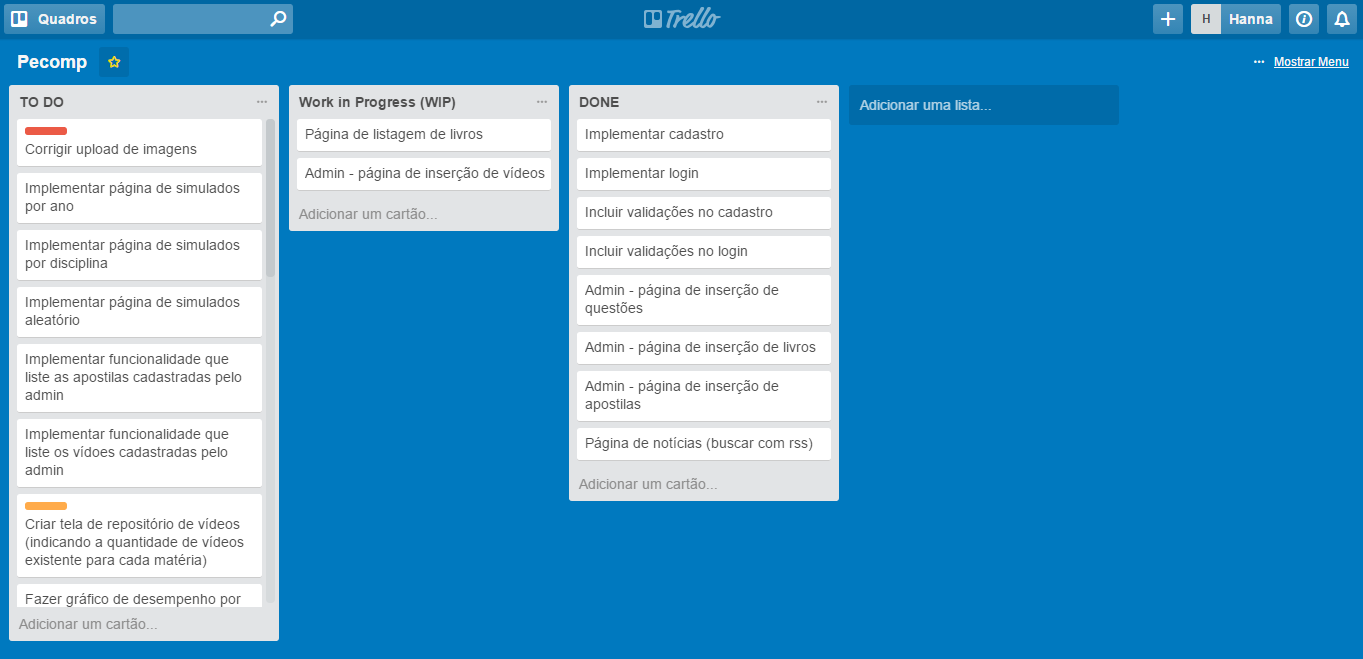 Quadros
Trello
H Hanna
Pecomp
... Mostrar Menu
TO DO ...
Corrigir upload de imagens
Implementar página de simulados
por ano
Implementar página de simulados
por disciplina
Implementar página de simulados
aleatório
Implementar funcionalidade que
liste as apostilas cadastradas pelo
admin
Implementar funcionalidade que
liste os vídoes cadastradas pelo
admin
Criar tela de repositório de vídeos
(indicando a quantidade de vídeos
existente para cada matéria)
Fazer gráfico de desempenho por
Adicionar um cartão...
Work in Progress (WIP) ...
Página de listagem de livros
Admin - página de inserção de vídeos
Adicionar um cartão...
DONE ...
Implementar cadastro
Implementar login
Incluir validações no cadastro
Incluir validações no login
Admin - página de inserção de
questões
Admin - página de inserção de livros
Admin - página de inserção de
apostilas
Página de notícias (buscar com rss)
Adicionar um cartão...
Adicionar uma lista...